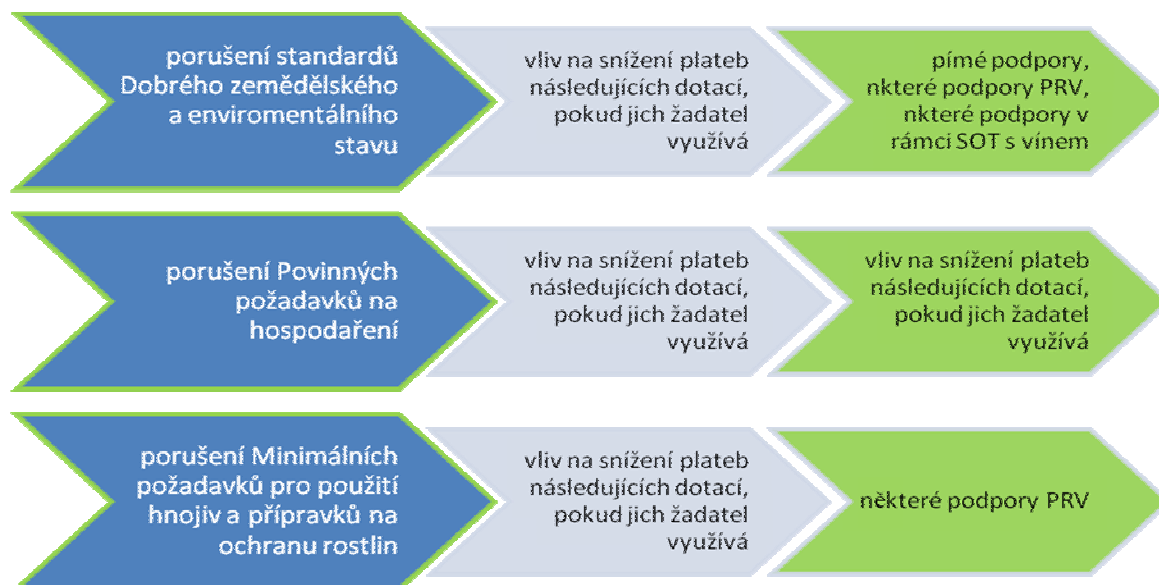 porušení standardů
Dobrého zemědělského
a enviromentálního
stavu
vliv na snížení plateb
následujících dotací,
pokud jich žadatel
využívá
pímé podpory,
nkteré podpory PRV,
nkteré podpory v
rámci SOT s vínem
porušení Povinných
požadavků na
hospodaření
vliv na snížení plateb
následujících dotací,
pokud jich žadatel
využívá
vliv na snížení plateb
následujících dotací,
pokud jich žadatel
využívá
porušení Minimálních
požadavků pro použití
hnojiv a přípravků na
ochranu rostlin
vliv na snížení plateb
následujících dotací,
pokud jich žadatel
využívá
některé podpory PRV